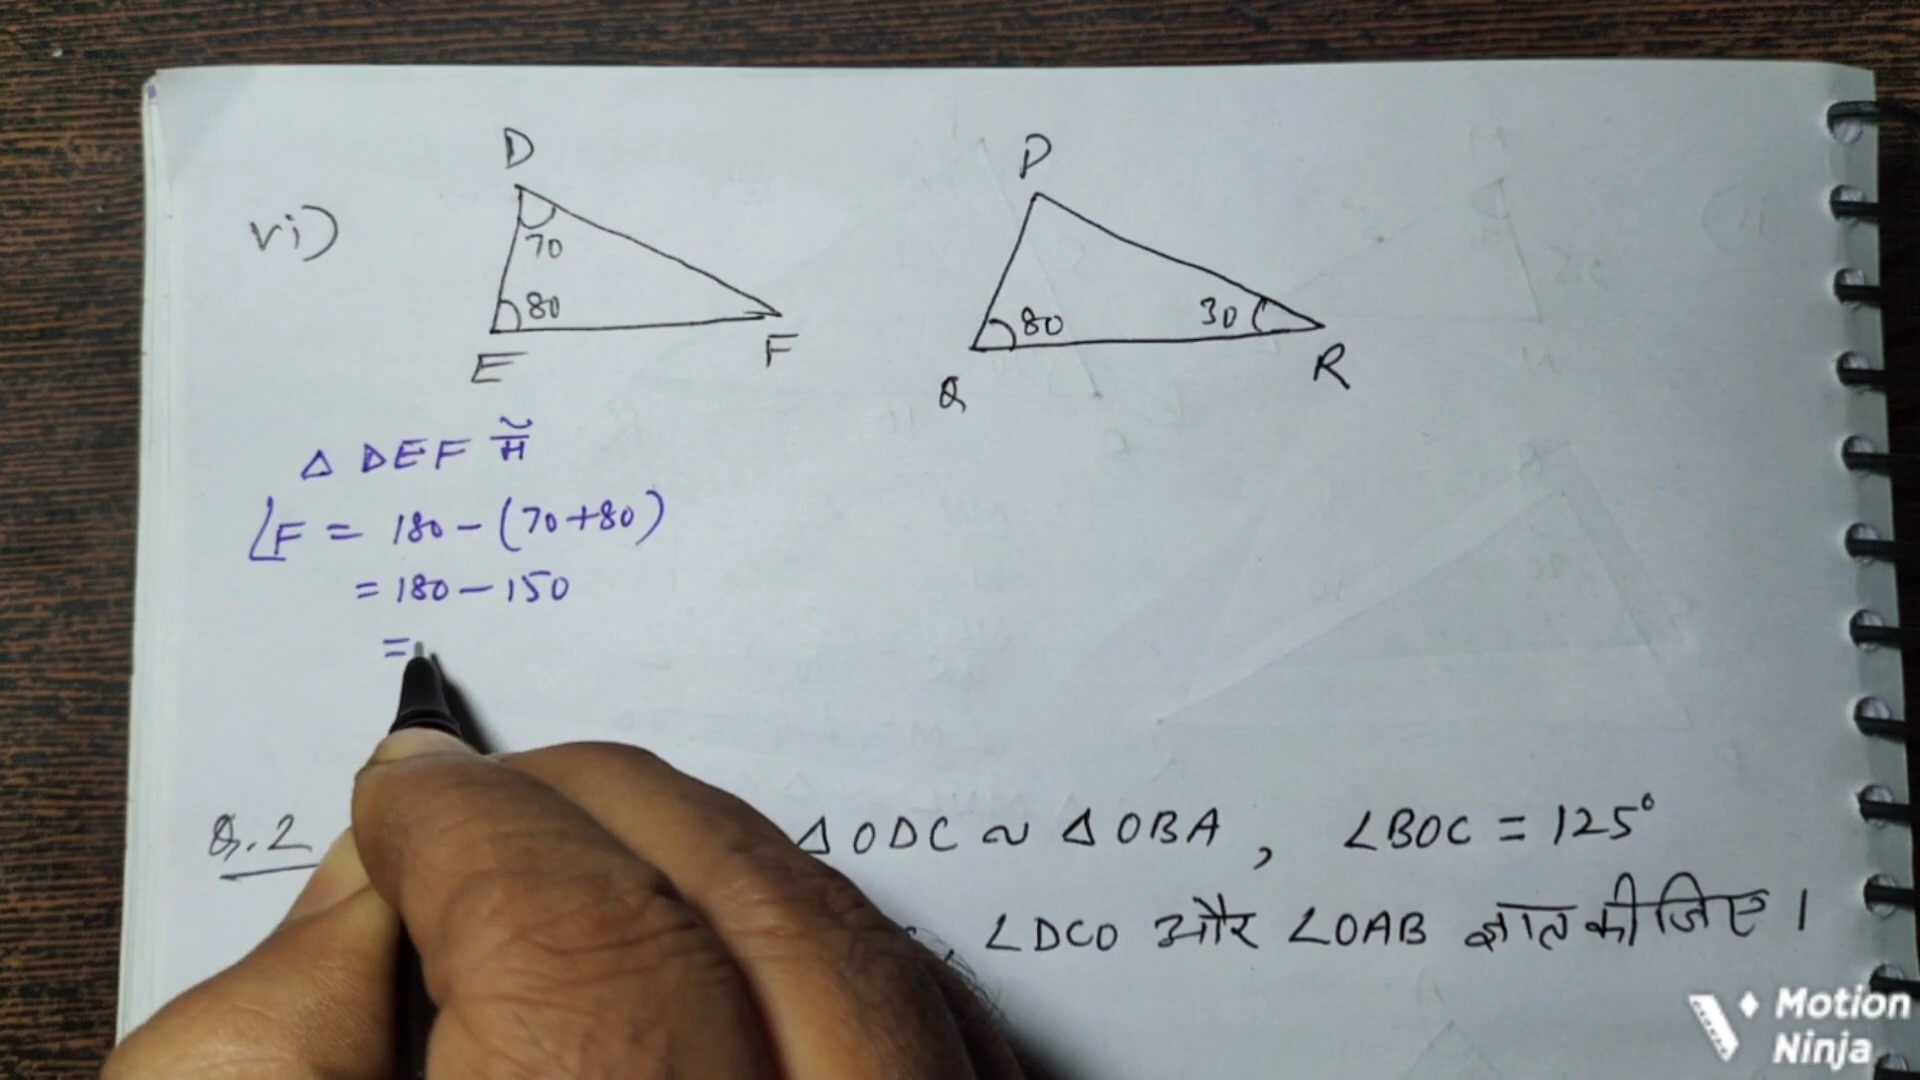 vi)
D
70
80
E
F
P
80
30
Q
R
△ DEF में
∠F = 180 - (70+80)
= 180 - 150
=
Q.2 △ODC ~ △OBA, ∠BOC = 125°
, ∠DCO और ∠OAB ज्ञात कीजिए।
Motion
Ninja